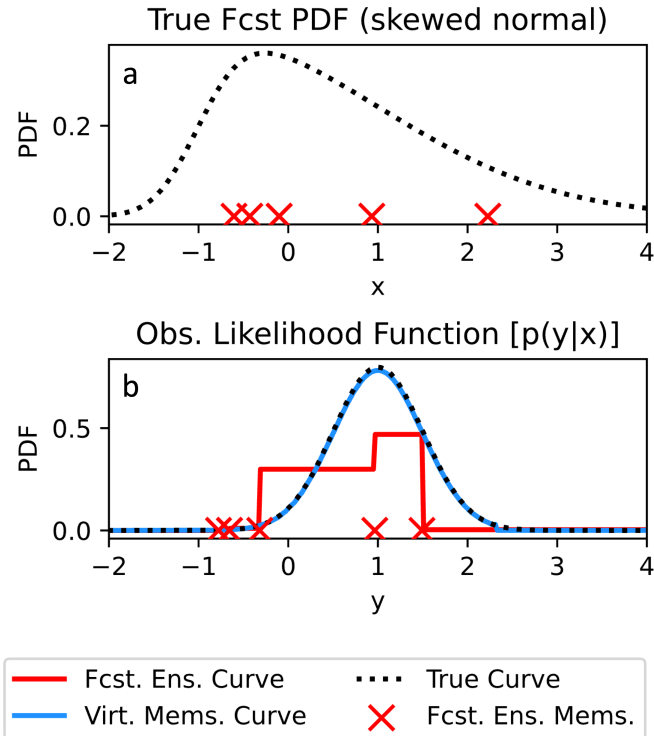 True Fcst PDF (skewed normal)
a
PDF
0.2
0.0
−2 −1 0 1 2 3 4
x
Obs. Likelihood Function [p(y|x)]
b
PDF
0.5
0.0
−2 −1 0 1 2 3 4
y
Fcst. Ens. Curve
True Curve
Virt. Mems. Curve
Fcst. Ens. Mems.